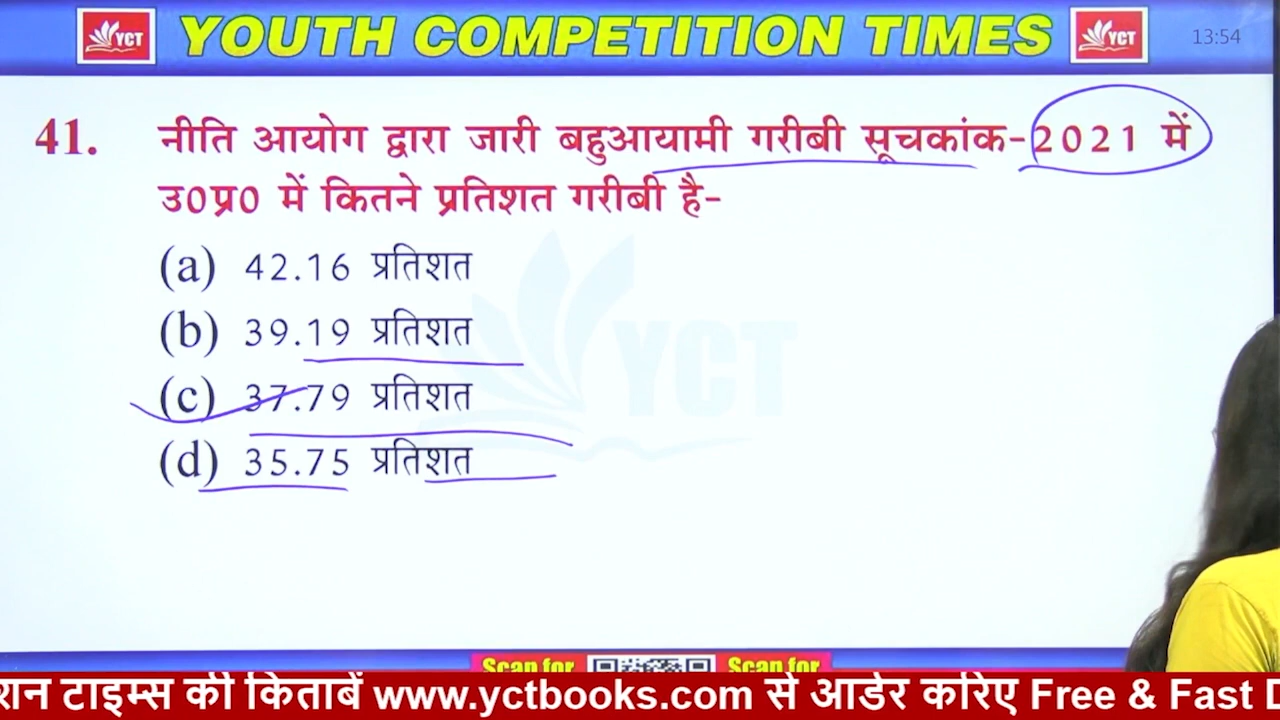 YCT
YOUTH COMPETITION TIMES
YCT
13:54
41. नीति आयोग द्वारा जारी बहुआयामी गरीबी सूचकांक-2021 में
उ0प्र0 में कितने प्रतिशत गरीबी है-
(a) 42.16 प्रतिशत
(b) 39.19 प्रतिशत
(c) 37.79 प्रतिशत
(d) 35.75 प्रतिशत
YCT
Scan for
Scan for
शन टाइम्स की किताबें www.yctbooks.com से आर्डर करिए Free & Fast D